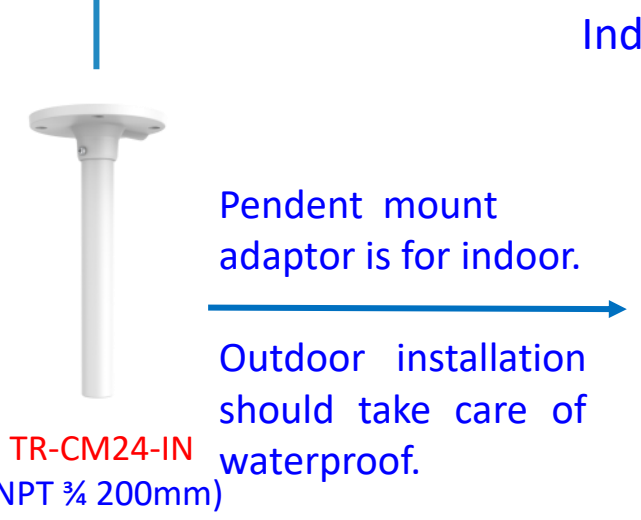 Ind
Pendent mount
adaptor is for indoor.
Outdoor installation
should take care of
waterproof.
TR-CM24-IN
NPT ¾ 200mm)